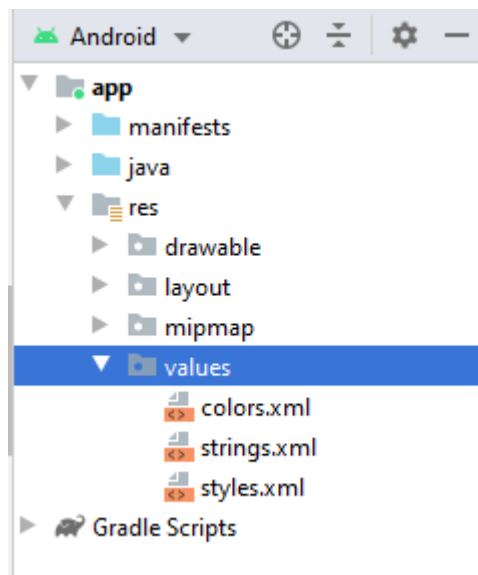 Android
app
manifests
java
res
drawable
layout
mipmap
values
colors.xml
strings.xml
styles.xml
Gradle Scripts